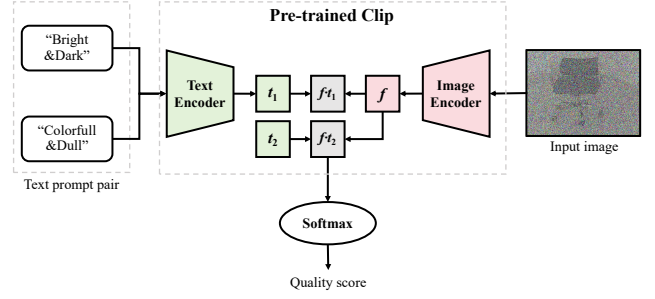 Pre-trained Clip
“Bright
&Dark”
“Colorfull
&Dull”
Text prompt pair
Text
Encoder
t₁
f·t₁
f
t₂
f·t₂
Image
Encoder
Input image
Softmax
Quality score